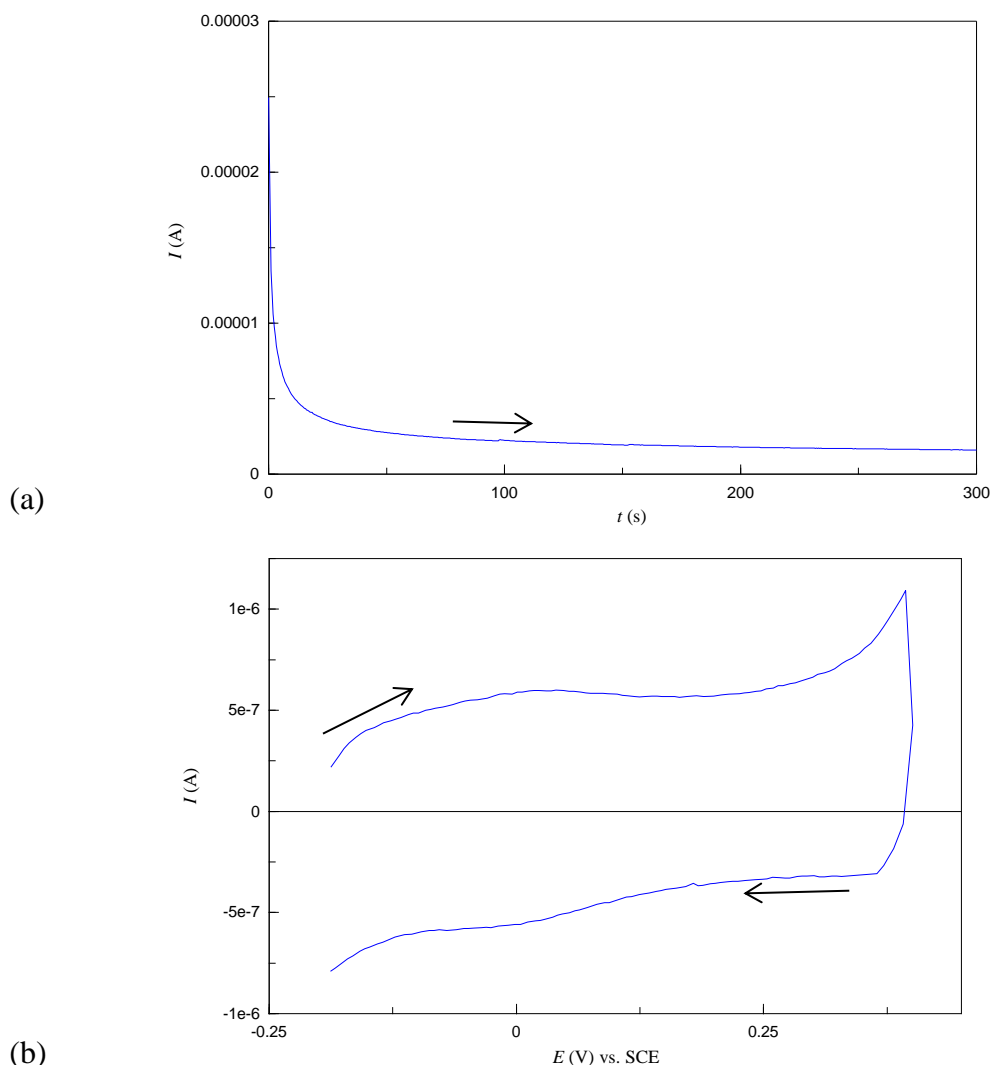 0.00003
0.00002
I (A)
0.00001
0
0
100
200
300
(a)
t (s)
1e-6
5e-7
I (A)
0
-5e-7
-1e-6
-0.25
0
0.25
(b)
E (V) vs. SCE